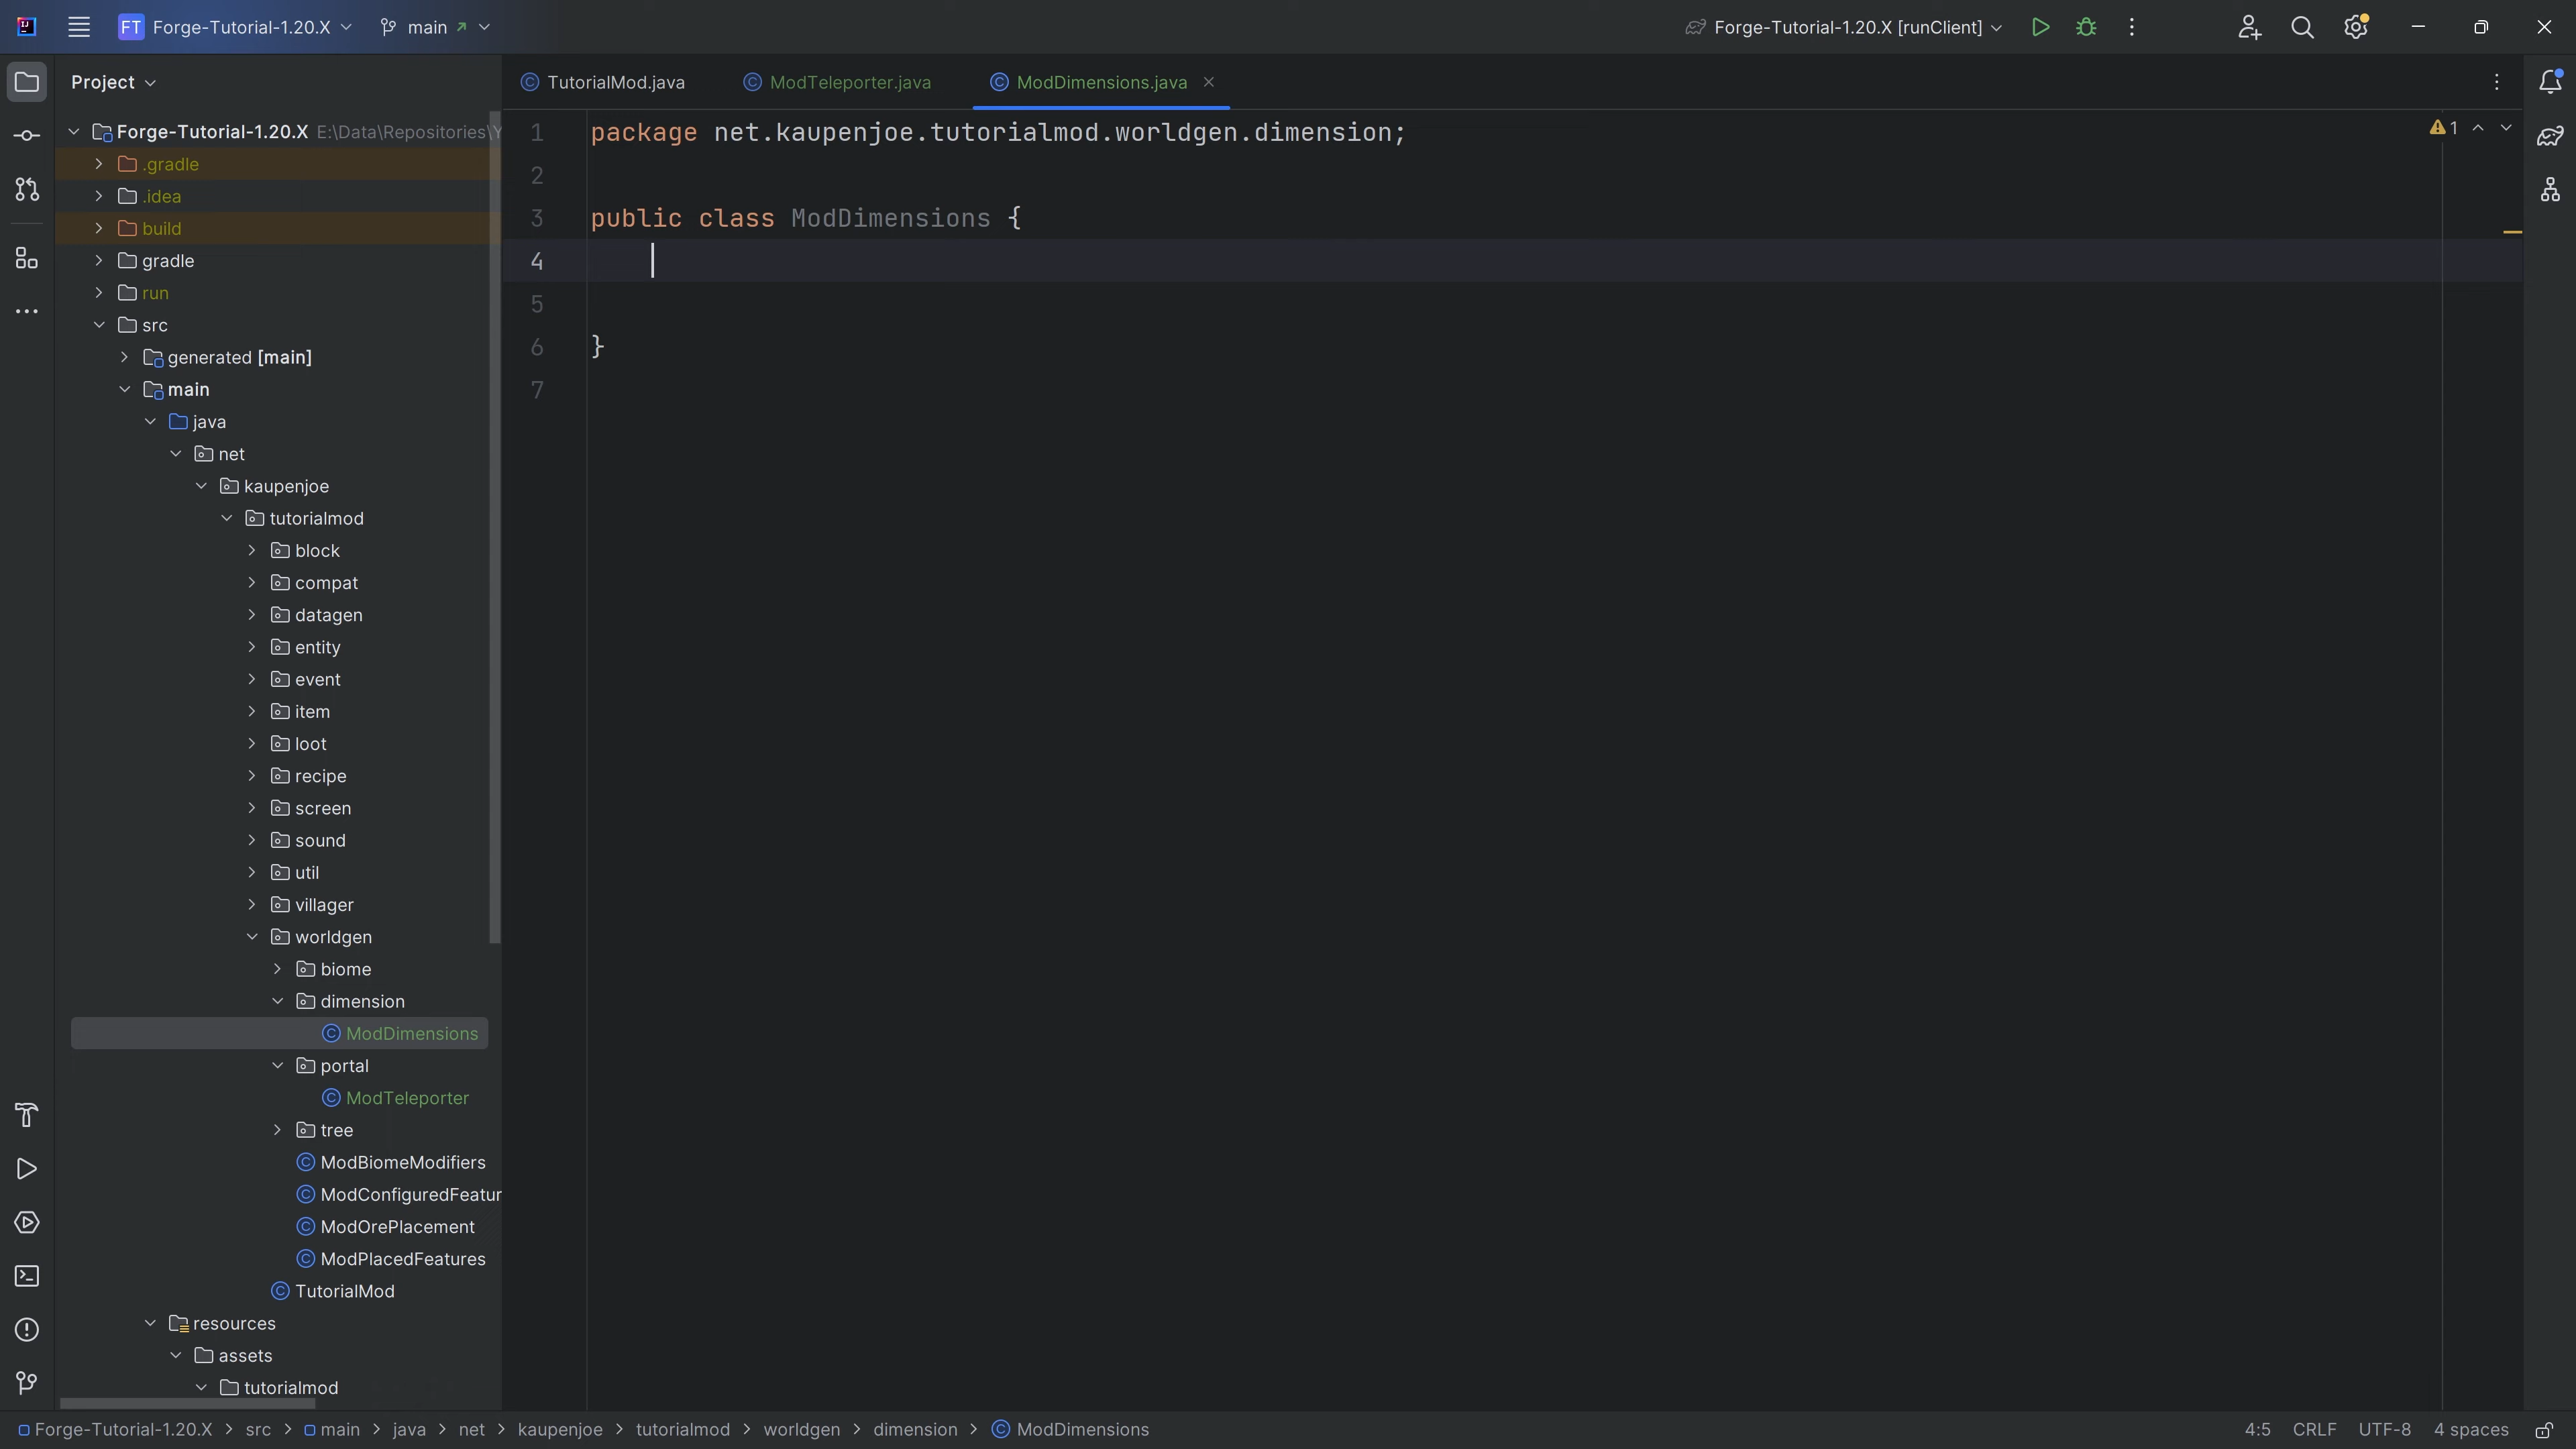 FT Forge-Tutorial-1.20.X main Forge-Tutorial-1.20.X [runClient]
Project
TutorialMod.java ModTeleporter.java ModDimensions.java
Forge-Tutorial-1.20.X E:\Data\Repositories\Y
.gradle
.idea
build
gradle
run
src
generated [main]
main
java
net
kaupenjoe
tutorialmod
block
compat
datagen
entity
event
item
loot
recipe
screen
sound
util
villager
worldgen
biome
dimension
ModDimensions
portal
ModTeleporter
tree
ModBiomeModifiers
ModConfiguredFeatur
ModOrePlacement
ModPlacedFeatures
TutorialMod
resources
assets
tutorialmod
1 package net.kaupenjoe.tutorialmod.worldgen.dimension;
2
3 public class ModDimensions {
4
5
6 }
7
1
Forge-Tutorial-1.20.X > src > main > java > net > kaupenjoe > tutorialmod > worldgen > dimension > ModDimensions
4:5 CRLF UTF-8 4 spaces